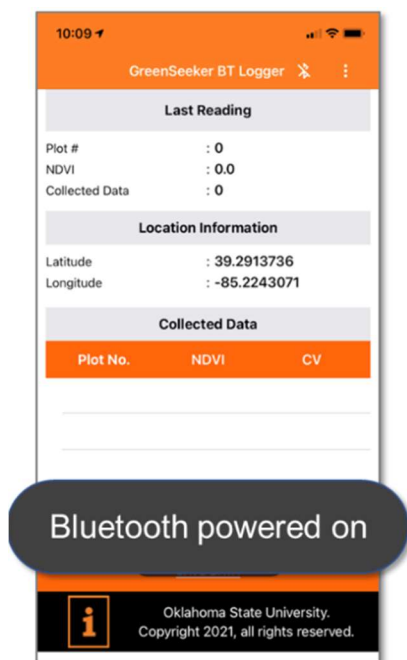 10:09
GreenSeeker BT Logger
Last Reading
Plot # : 0
NDVI : 0.0
Collected Data : 0
Location Information
Latitude : 39.2913736
Longitude : -85.2243071
Collected Data
Plot No. NDVI CV
Bluetooth powered on
i Oklahoma State University.
Copyright 2021, all rights reserved.